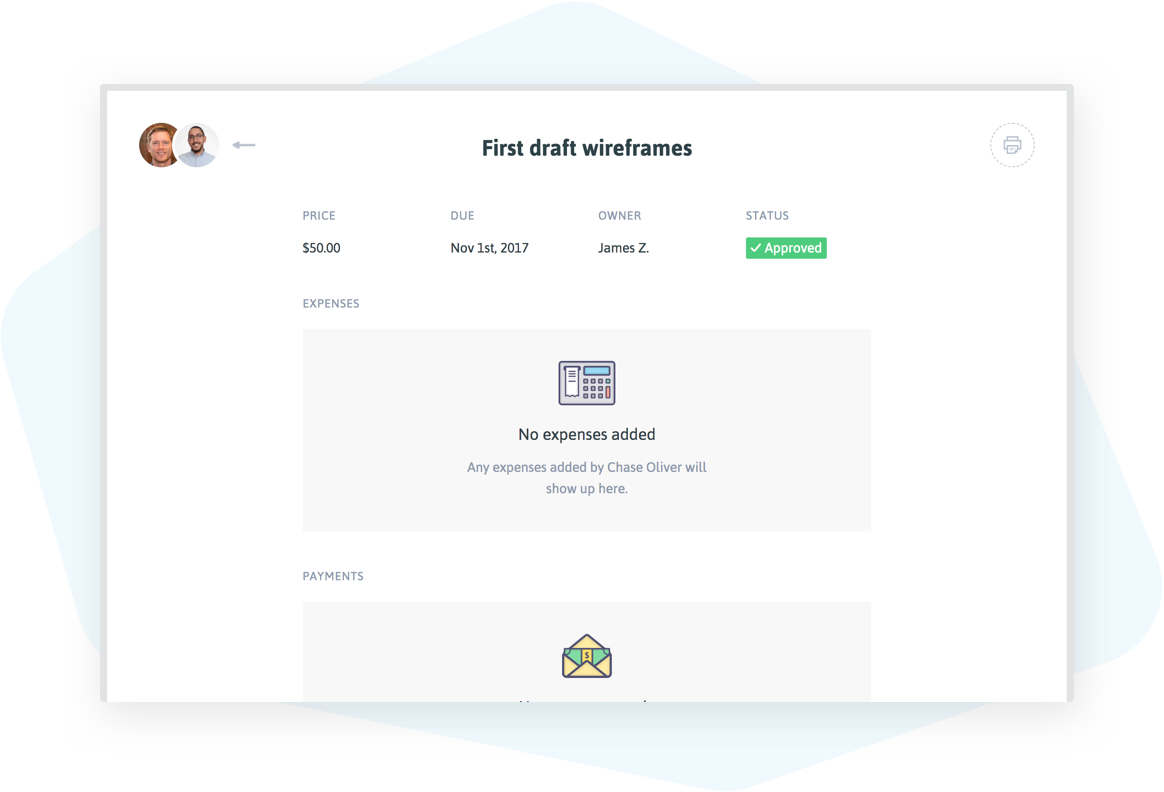 First draft wireframes
PRICE
DUE
OWNER
STATUS
$50.00
Nov 1st, 2017
James Z.
Approved
EXPENSES
No expenses added
Any expenses added by Chase Oliver will
show up here.
PAYMENTS
$